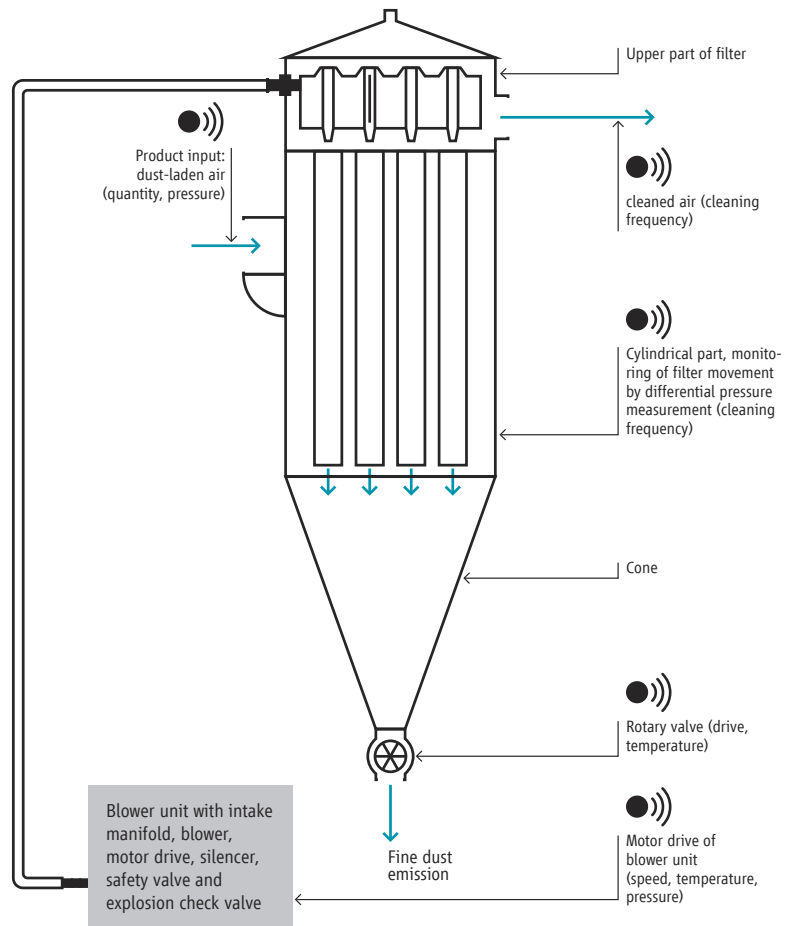 Upper part of filter
Product input:
dust-laden air
(quantity, pressure)
cleaned air (cleaning
frequency)
Cylindrical part, monito-
ring of filter movement
by differential pressure
measurement (cleaning
frequency)
Cone
Rotary valve (drive,
temperature)
Blower unit with intake
manifold, blower,
motor drive, silencer,
safety valve and
explosion check valve
Fine dust
emission
Motor drive of
blower unit
(speed, temperature,
pressure)